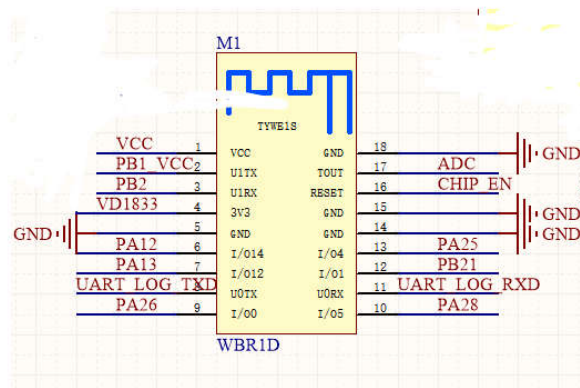 M1
TYWE1S
VCC 1 VCC GND 18 GND
PB1_VCC 2 U1TX TOUT 17 ADC
PB2 3 U1RX RESET 16 CHIP_EN
VD1833 4 3V3 GND 15 GND
GND 5 GND GND 14 GND
PA12 6 I/O14 I/O4 13 PA25
PA13 7 I/O12 I/O1 12 PB21
UART_LOG_TXD 8 U0TX U0RX 11 UART_LOG_RXD
PA26 9 I/O0 I/O5 10 PA28
WBR1D